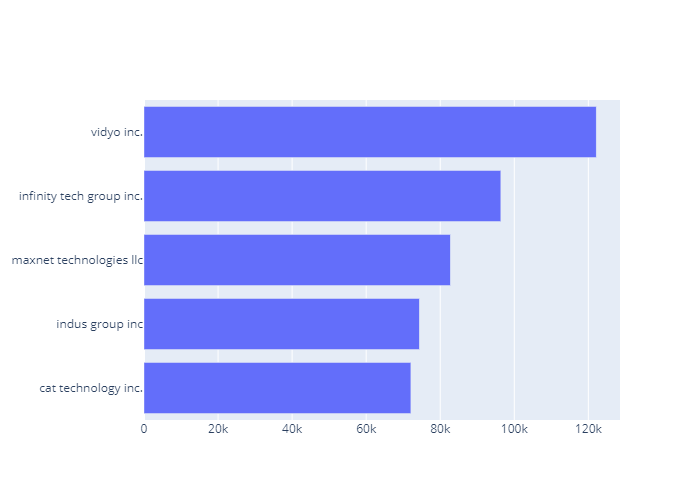 vidyo inc.
infinity tech group inc.
maxnet technologies llc
indus group inc
cat technology inc.
0 20k 40k 60k 80k 100k 120k